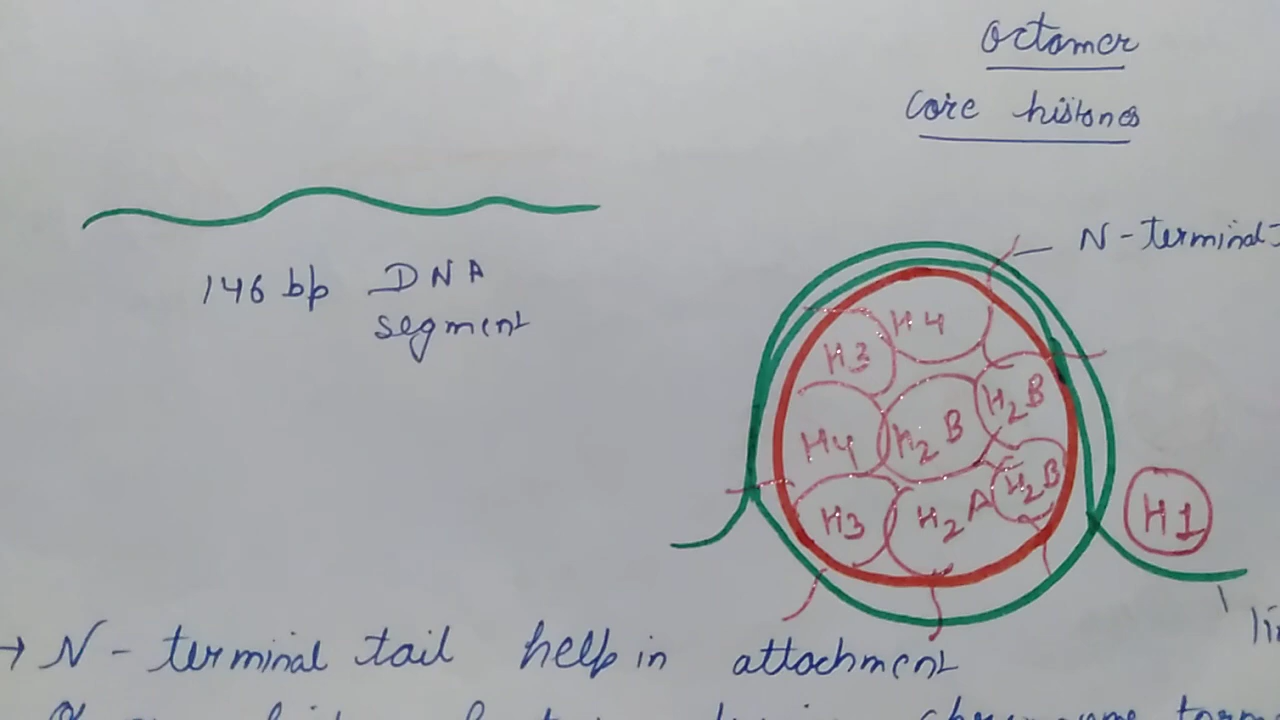 Octamer
Core histones
N-terminal
146 bp DNA
segment
H4
H3
H2B
H4
H2B
H2B
H3
H2A
H1
→ N-terminal tail help in attachment